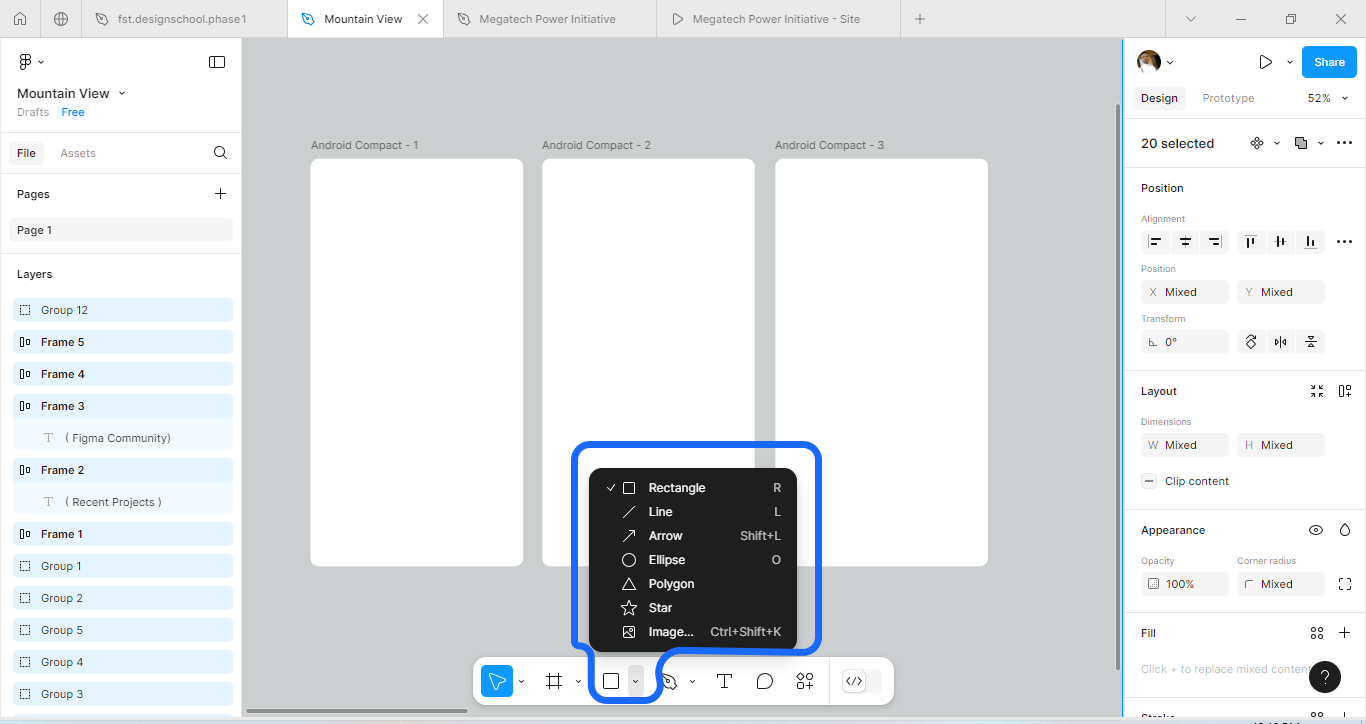 fst.designschool.phase1
Mountain View
Megatech Power Initiative
Megatech Power Initiative - Site
Mountain View
Drafts
Free
File
Assets
Pages
Page 1
Layers
Group 12
Frame 5
Frame 4
Frame 3
( Figma Community)
Frame 2
( Recent Projects )
Frame 1
Group 1
Group 2
Group 5
Group 4
Group 3
Android Compact - 1
Android Compact - 2
Android Compact - 3
Rectangle R
Line L
Arrow Shift+L
Ellipse O
Polygon
Star
Image... Ctrl+Shift+K
Share
Design
Prototype
52%
20 selected
Position
Alignment
Position
X Mixed
Y Mixed
Transform
0°
Layout
Dimensions
W Mixed
H Mixed
Clip content
Appearance
Opacity
Corner radius
100%
Mixed
Fill
Click + to replace mixed content
?